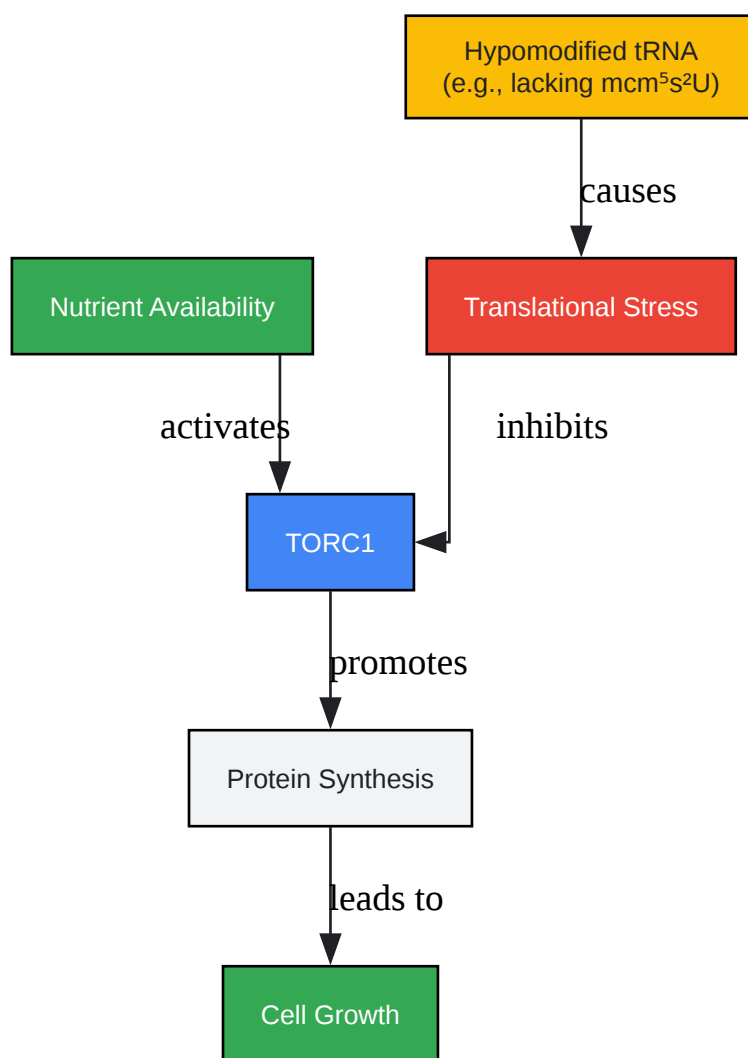 Hypomodified tRNA
(e.g., lacking mcm⁵s²U)
causes
Nutrient Availability
Translational Stress
activates
inhibits
TORC1
promotes
Protein Synthesis
leads to
Cell Growth